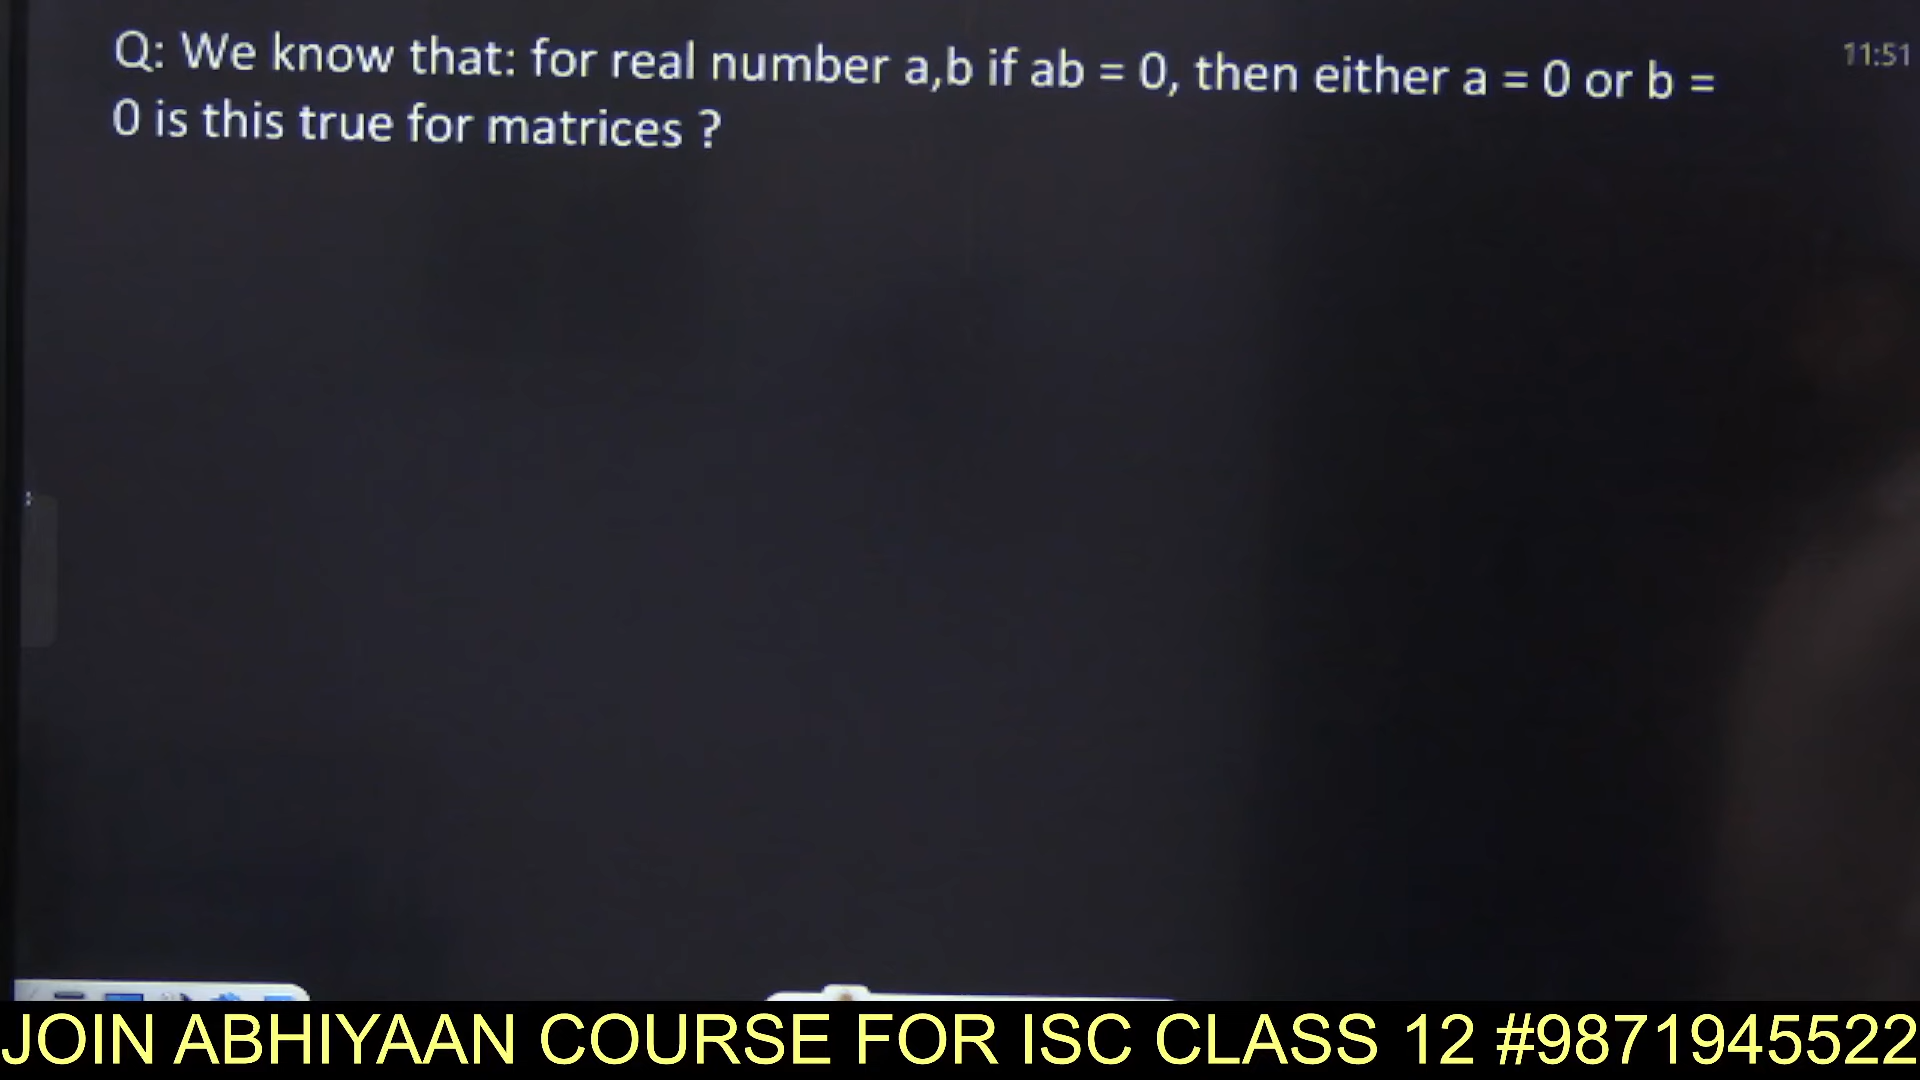 Q: We know that: for real number a,b if ab = 0, then either a = 0 or b =
0 is this true for matrices ?
11:51
JOIN ABHIYAAN COURSE FOR ISC CLASS 12 #9871945522